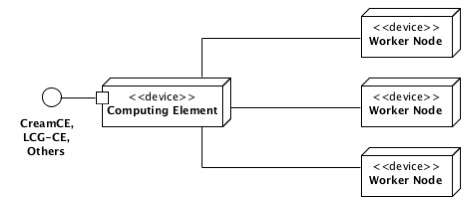 <<device>>
Worker Node
<<device>>
Computing Element
<<device>>
Worker Node
CreamCE,
LCG-CE,
Others
<<device>>
Worker Node